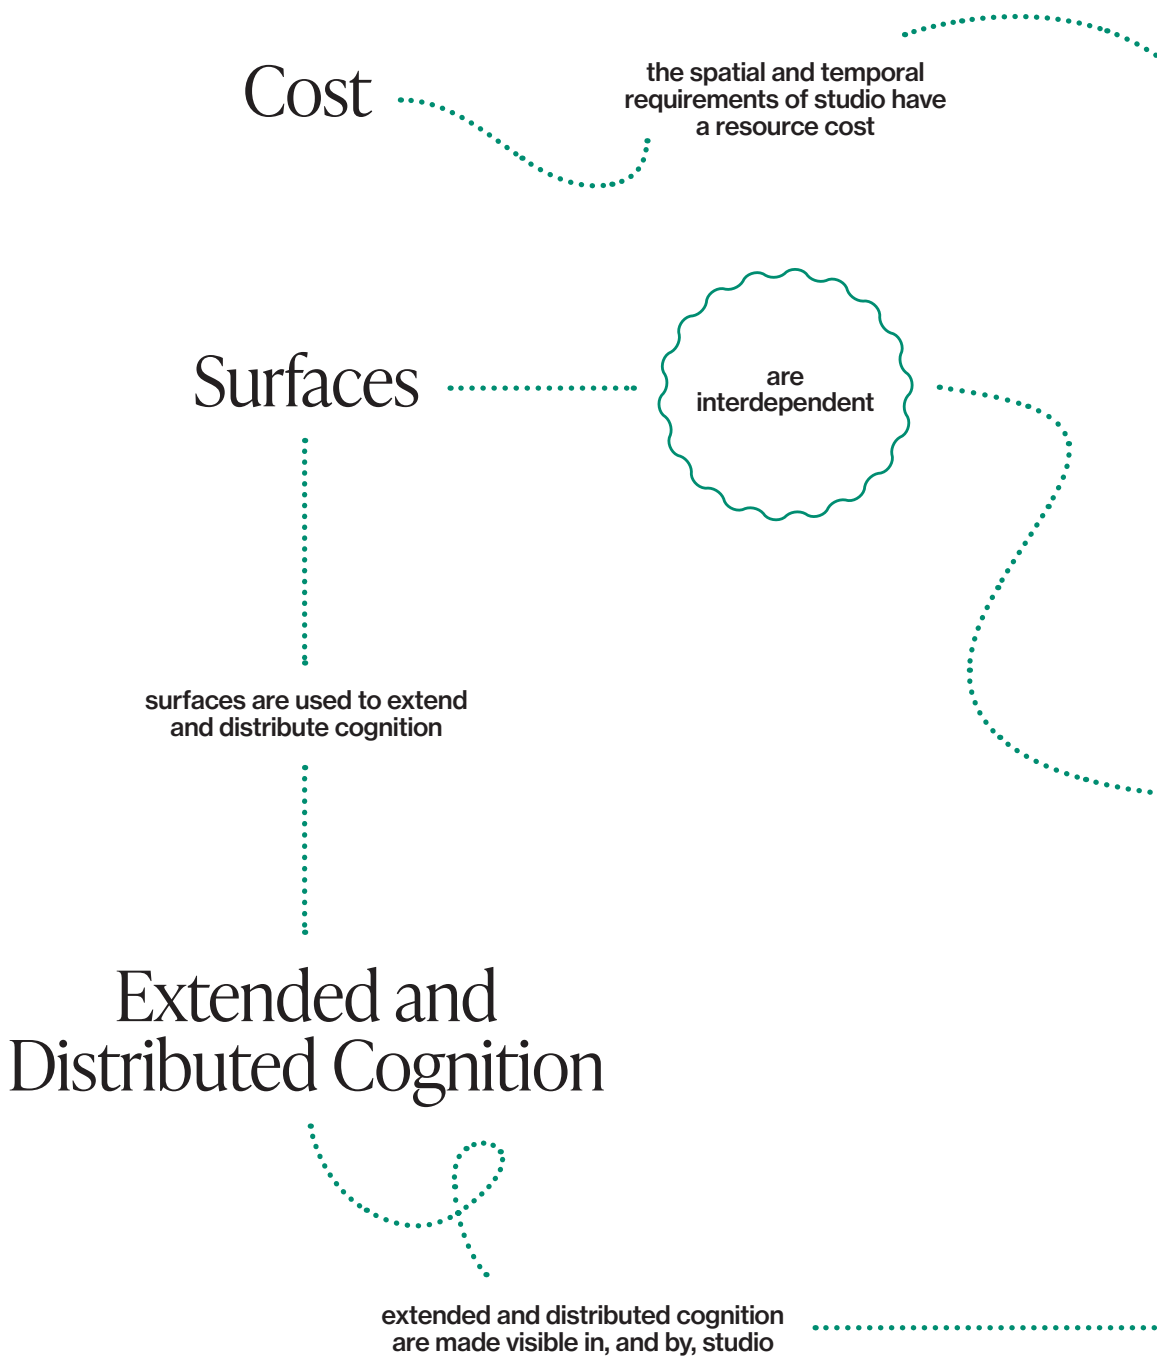 Cost
the spatial and temporal
requirements of studio have
a resource cost
Surfaces
are
interdependent
surfaces are used to extend
and distribute cognition
Extended and
Distributed Cognition
extended and distributed cognition
are made visible in, and by, studio